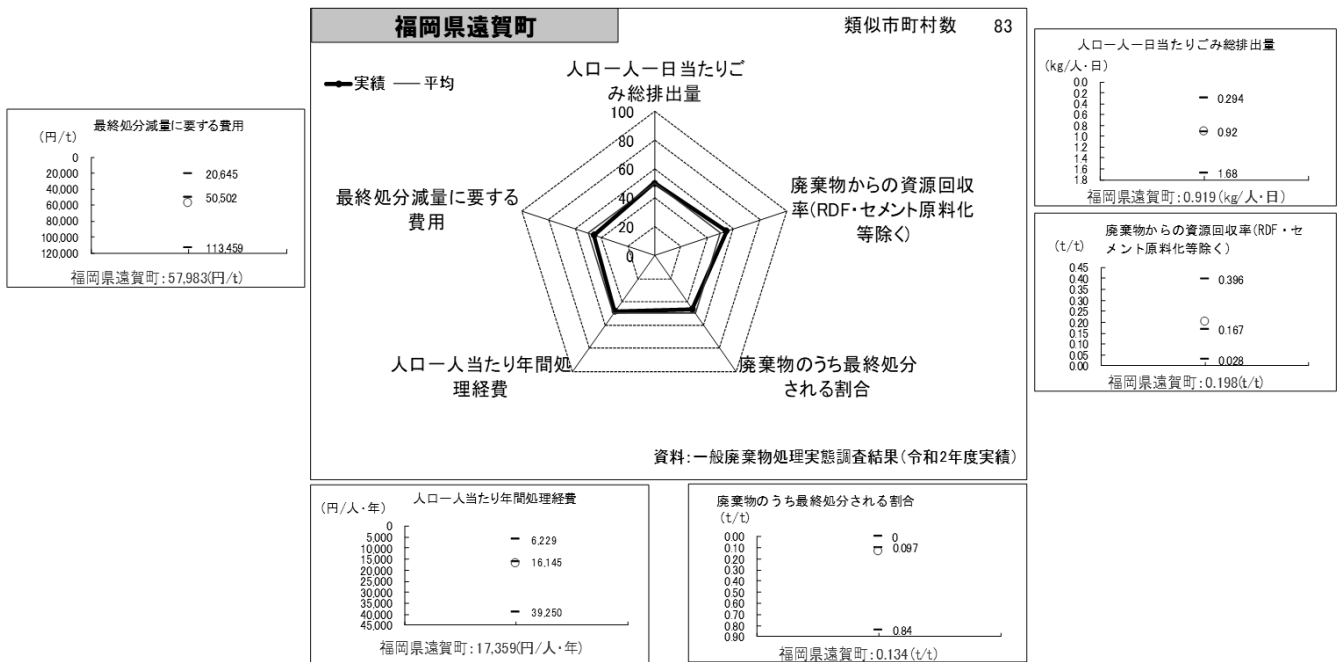 福岡県遠賀町
類似市町村数 83
実績 平均
人口一人一日当たりご
み総排出量
100
80
60
40
20
0
廃棄物からの資源回収
率(RDF・セメント原料化
等除く)
廃棄物のうち最終処分
される割合
人口一人当たり年間処
理経費
最終処分減量に要する
費用
資料:一般廃棄物処理実態調査結果(令和2年度実績)
最終処分減量に要する費用
(円/t)
0
20,000
40,000
60,000
80,000
100,000
120,000
20,645
50,502
113,459
福岡県遠賀町:57,983(円/t)
人口一人一日当たりごみ総排出量
(kg/人・日)
0.0
0.2
0.4
0.6
0.8
1.0
1.2
1.4
1.6
1.8
0.294
0.92
1.68
福岡県遠賀町:0.919(kg/人・日)
廃棄物からの資源回収率(RDF・セ
メント原料化等除く)
(t/t)
0.45
0.40
0.35
0.30
0.25
0.20
0.15
0.10
0.05
0.00
0.396
0.167
0.028
福岡県遠賀町:0.198(t/t)
人口一人当たり年間処理経費
(円/人・年)
0
5,000
10,000
15,000
20,000
25,000
30,000
35,000
40,000
45,000
6,229
16,145
39,250
福岡県遠賀町:17,359(円/人・年)
廃棄物のうち最終処分される割合
(t/t)
0.00
0.10
0.20
0.30
0.40
0.50
0.60
0.70
0.80
0.90
0
0.097
0.84
福岡県遠賀町:0.134(t/t)